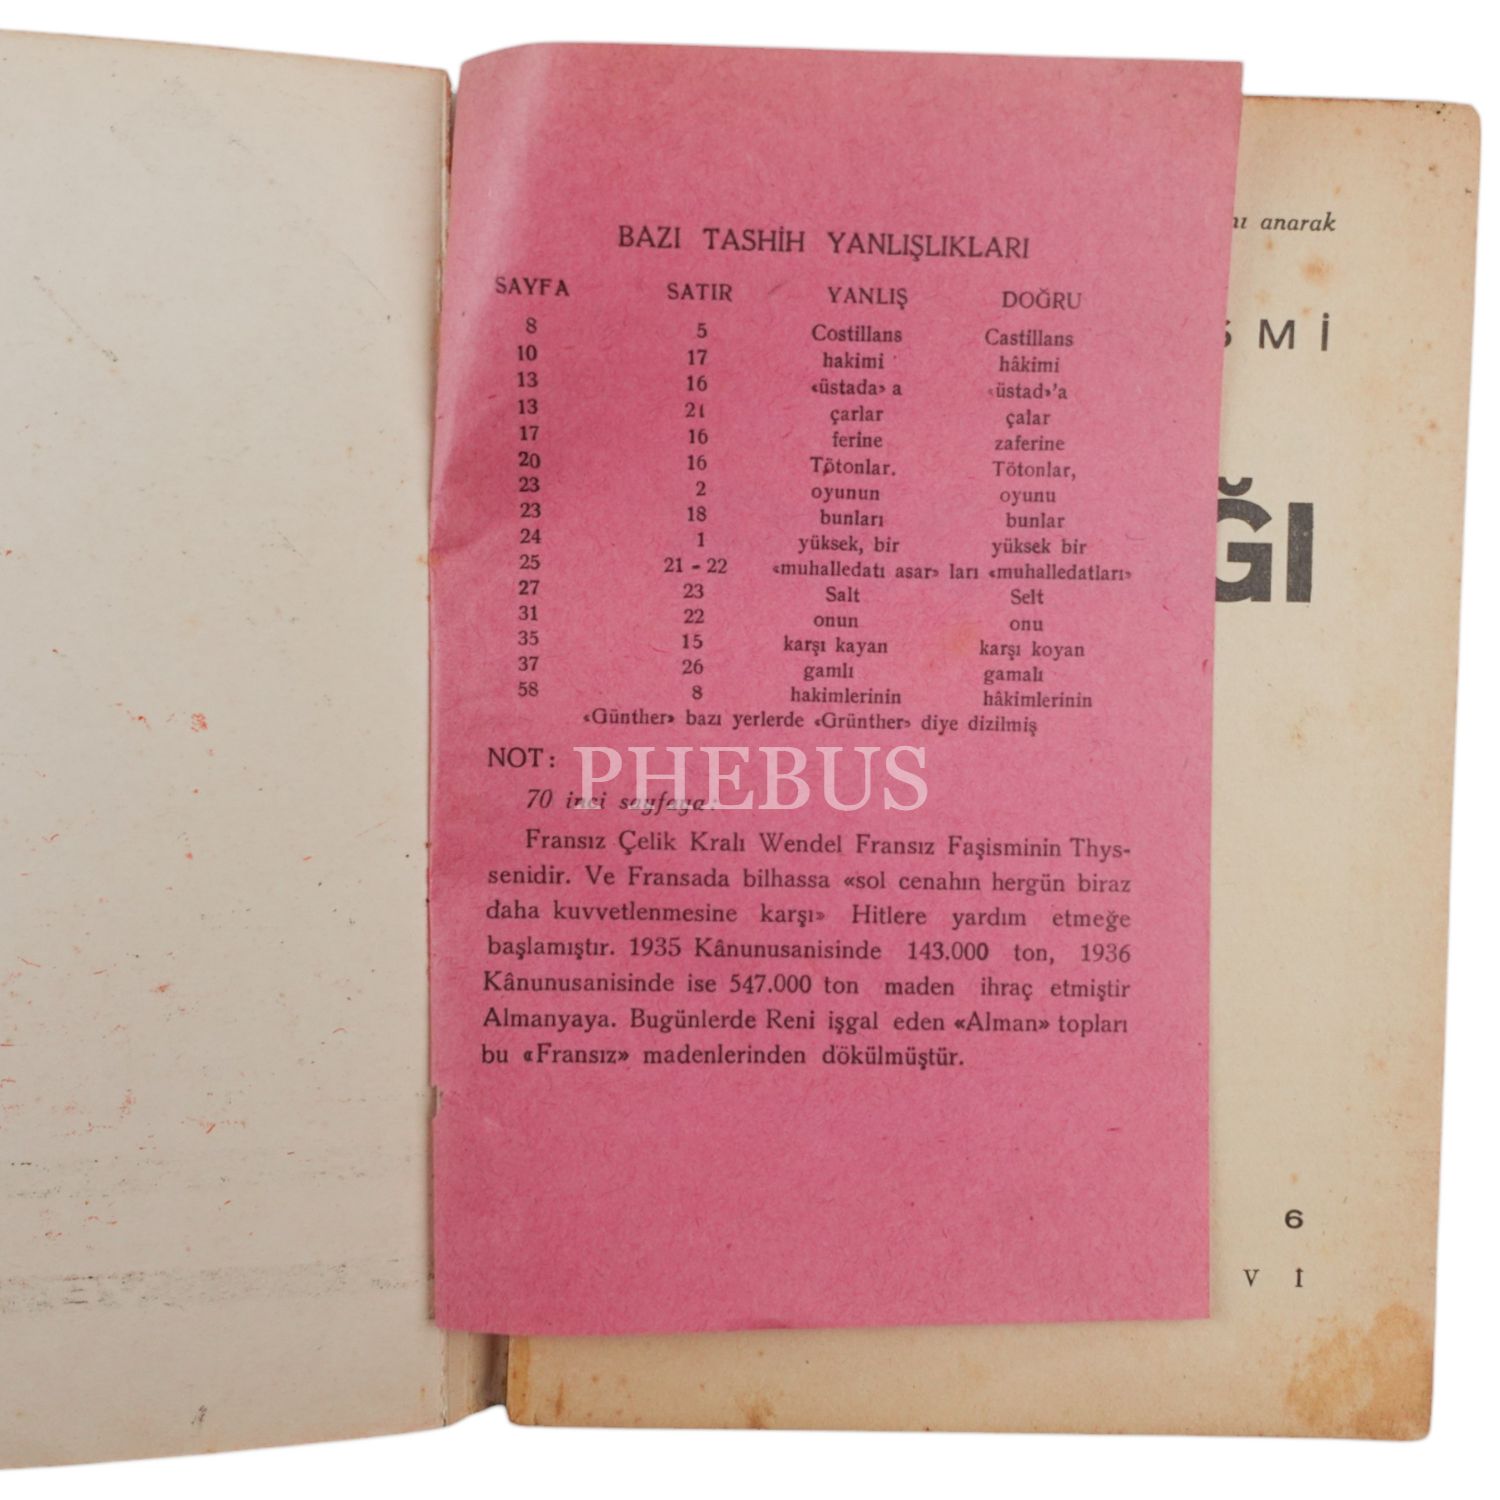 BAZI TASHİH YANLIŞLIKLARI
SAYFA SATIR YANLIŞ DOĞRU
8 5 Costillans Castillans
10 17 hakimi hâkimi
13 16 «üstada» a «üstad»'a
13 21 çarlar çalar
17 16 ferine zaferine
20 16 Tötonlar. Tötonlar,
23 2 oyunun oyunu
23 18 bunları bunlar
24 1 yüksek, bir yüksek bir
25 21 - 22 «muhalledatı asar» ları «muhalledatları»
27 23 Salt Selt
31 22 onun onu
35 15 karşı kayan karşı koyan
37 26 gamlı gamalı
58 8 hakimlerinin hâkimlerinin
«Günther» bazı yerlerde «Grünther» diye dizilmiş
NOT:
70 inci sayfaya:
Fransız Çelik Kralı Wendel Fransız Faşisminin Thys-
senidir. Ve Fransada bilhassa «sol cenahın hergün biraz
daha kuvvetlenmesine karşı» Hitlere yardım etmeğe
başlamıştır. 1935 Kânunusanisinde 143.000 ton, 1936
Kânunusanisinde ise 547.000 ton maden ihraç etmiştir
Almanyaya. Bugünlerde Reni işgal eden «Alman» topları
bu «Fransız» madenlerinden dökülmüştür.
PHEBUS
anarak
SMİ
ĞI
6
V İ